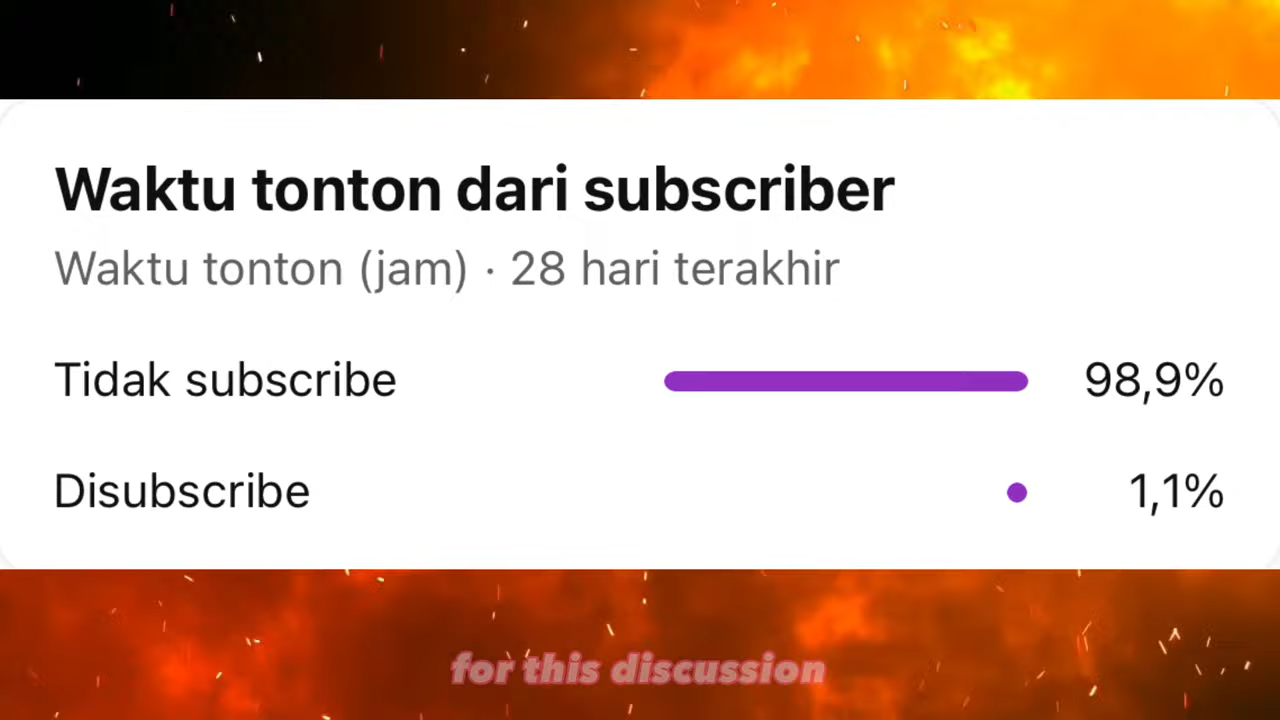 Waktu tonton dari subscriber
Waktu tonton (jam) · 28 hari terakhir
Tidak subscribe 98,9%
Disubscribe 1,1%
for this discussion